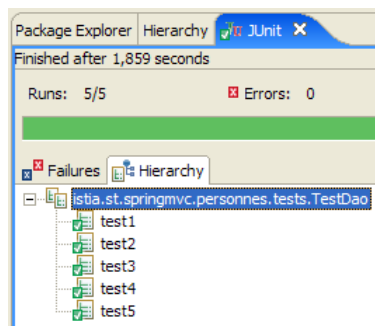 Package Explorer Hierarchy JUnit
Finished after 1,859 seconds
Runs: 5/5 Errors: 0
Failures Hierarchy
istia.st.springmvc.personnes.tests.TestDao
test1
test2
test3
test4
test5